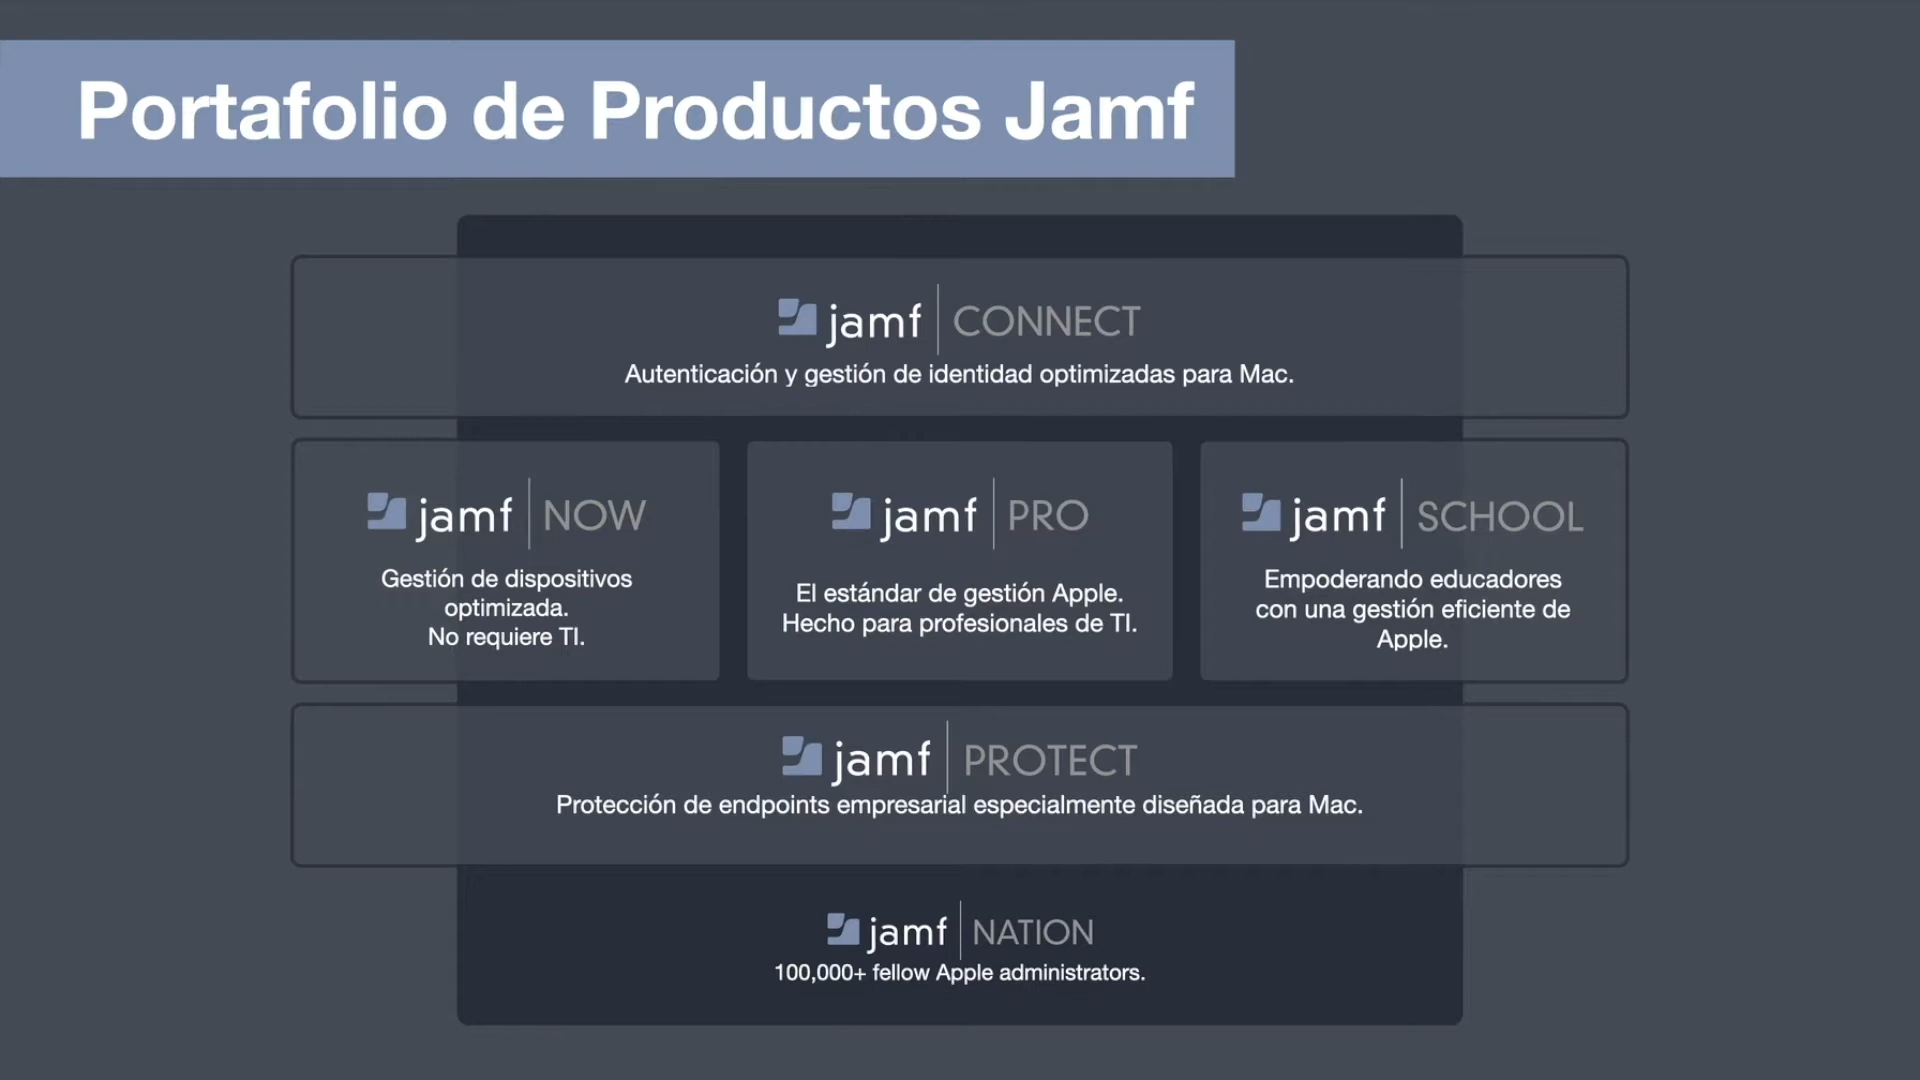 Portafolio de Productos Jamf
jamf CONNECT
Autenticación y gestión de identidad optimizadas para Mac.
jamf NOW
Gestión de dispositivos
optimizada.
No requiere TI.
jamf PRO
El estándar de gestión Apple.
Hecho para profesionales de TI.
jamf SCHOOL
Empoderando educadores
con una gestión eficiente de
Apple.
jamf PROTECT
Protección de endpoints empresarial especialmente diseñada para Mac.
jamf NATION
100,000+ fellow Apple administrators.